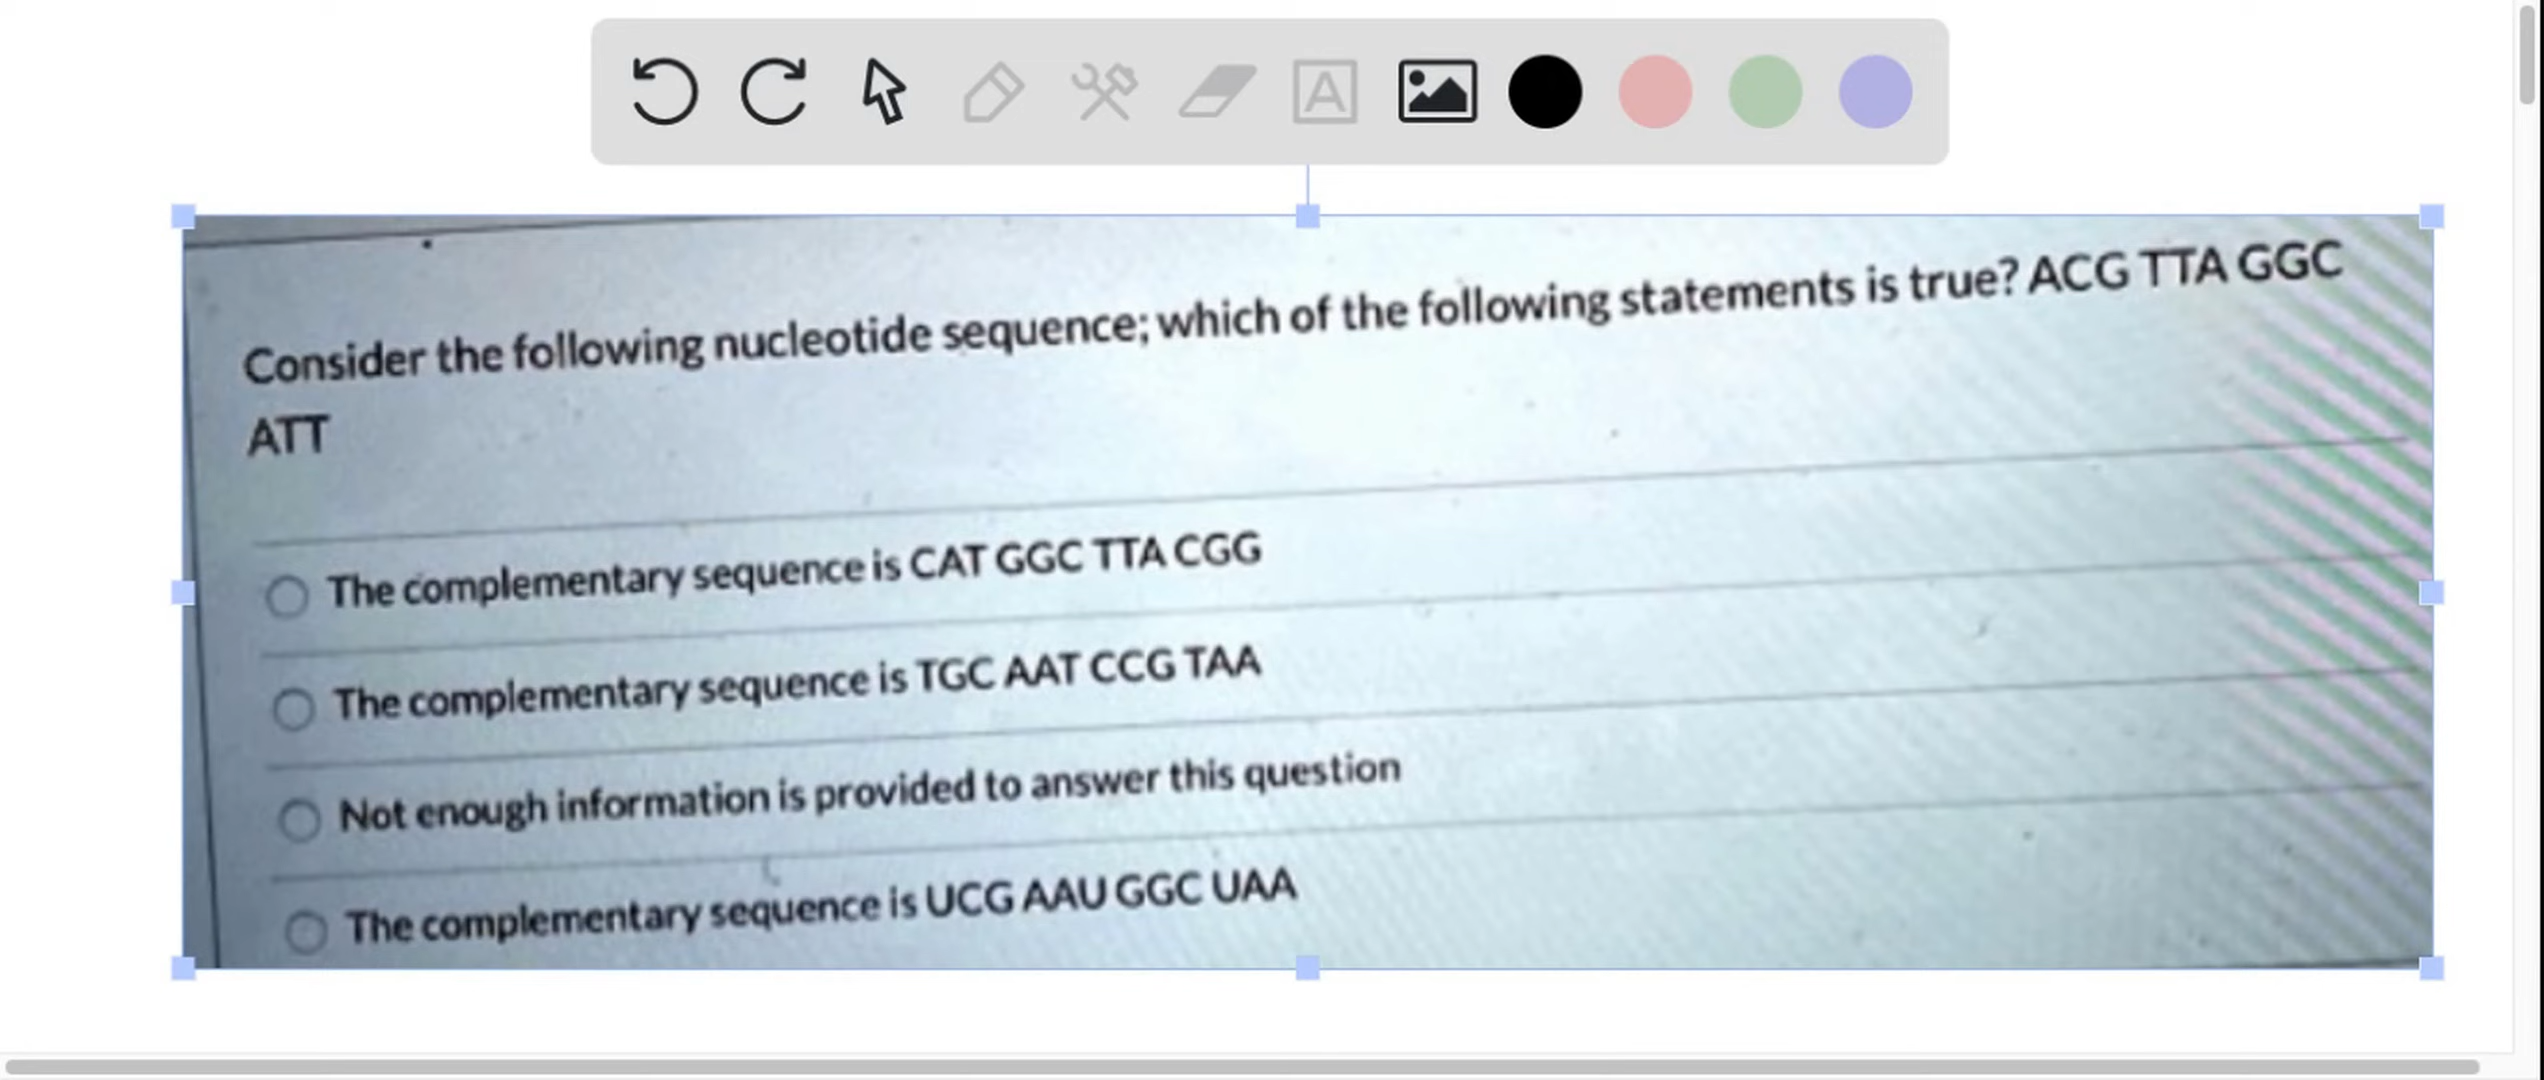 A
Consider the following nucleotide sequence; which of the following statements is true? ACG TTA GGC
ATT
The complementary sequence is CAT GGC TTA CGG
The complementary sequence is TGC AAT CCG TAA
Not enough information is provided to answer this question
The complementary sequence is UCG AAU GGC UAA